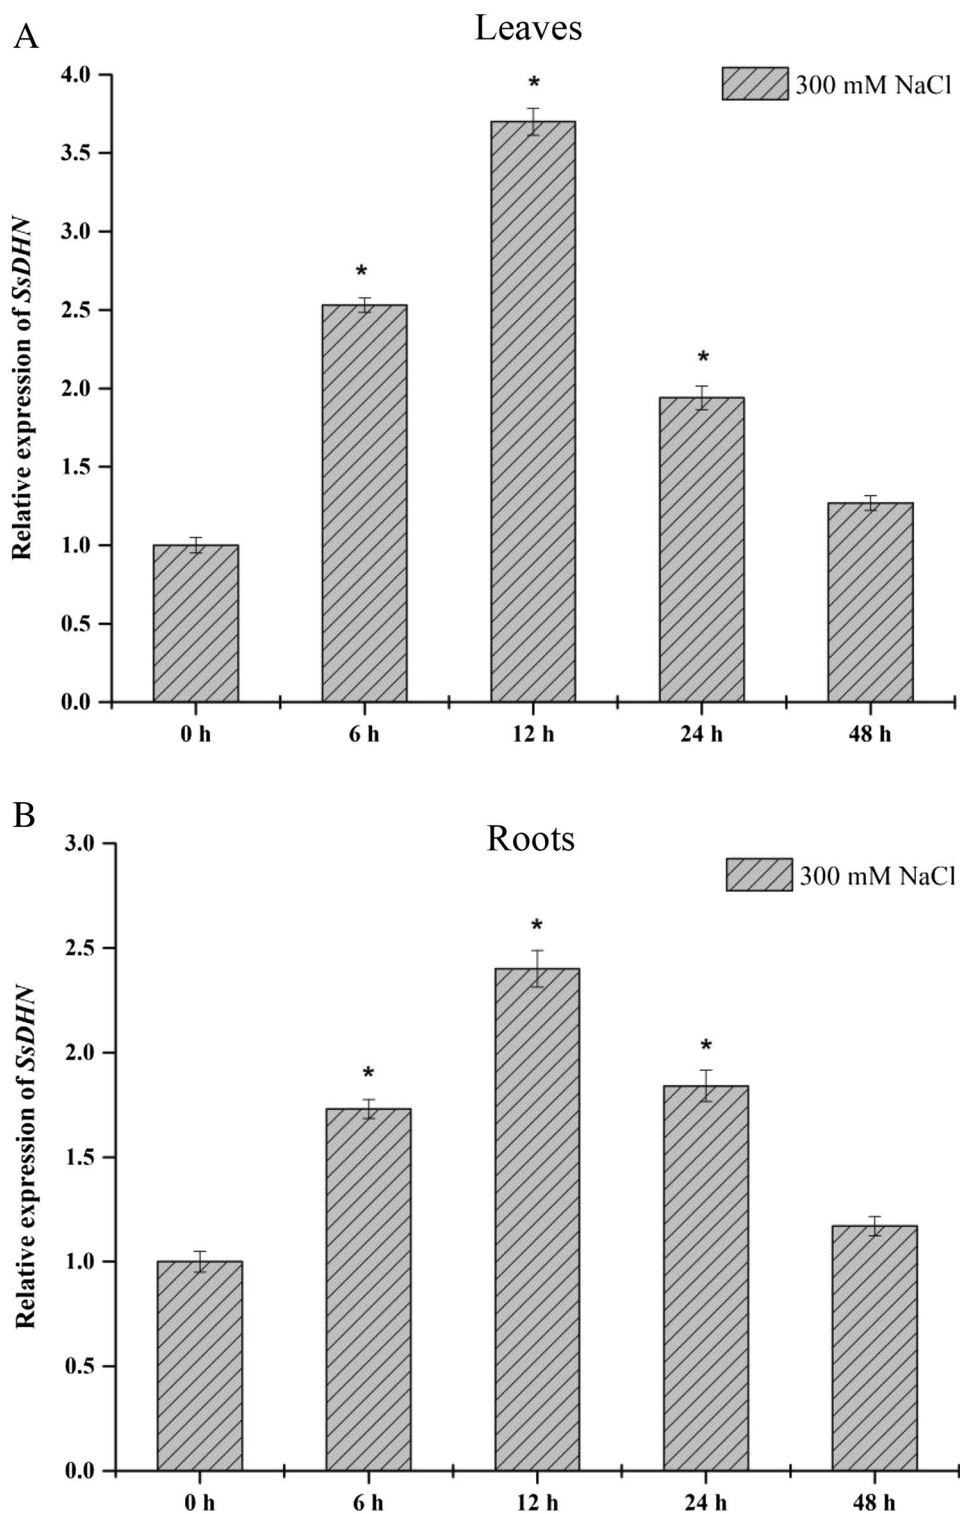 A
Leaves
300 mM NaCl
*
*
*
Relative expression of SsDHN
4.0
3.5
3.0
2.5
2.0
1.5
1.0
0.5
0.0
0 h 6 h 12 h 24 h 48 h
B
Roots
300 mM NaCl
*
*
*
Relative expression of SsDHN
3.0
2.5
2.0
1.5
1.0
0.5
0.0
0 h 6 h 12 h 24 h 48 h